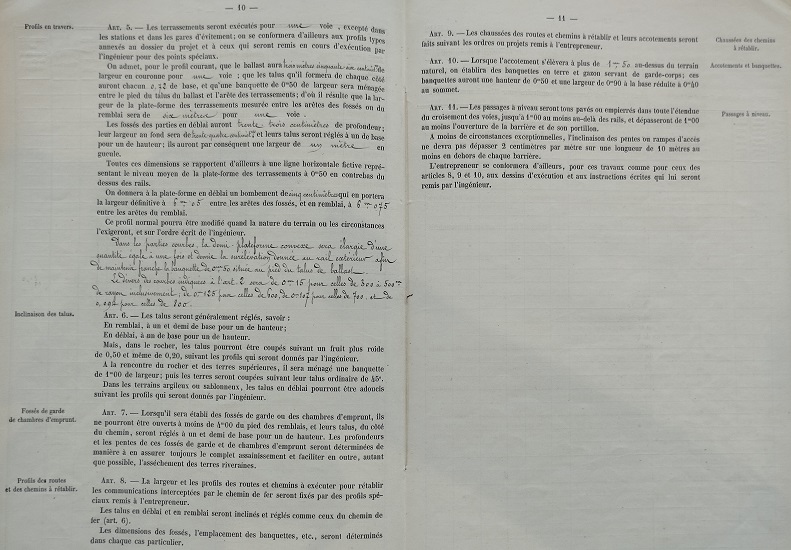 — 10 —
Profils en travers.
Art. 5. — Les terrassements seront exécutés pour une voie, excepté dans
les stations et dans les gares d'évitement; on se conformera d'ailleurs aux profils types
annexés au dossier du projet et à ceux qui seront remis en cours d'exécution par
l'ingénieur pour des points spéciaux.
On admet, pour le profil courant, que le ballast aura
de
largeur en couronne pour une voie; que les talus qu'il formera de chaque côté
auront chacun de base, et qu'une banquette de 0m50 de largeur sera ménagée
entre le pied du talus du ballast et l'arête des terrassements; d'où il résulte que la lar-
geur de la plate-forme des terrassements mesurée entre les arêtes des fossés ou du
remblai sera de six mètres pour une voie.
Les fossés des parties en déblai auront trente trois centimètres de profondeur;
leur largeur au fond sera de et leurs talus seront réglés à un de base
pour un de hauteur; ils auront par conséquent une largeur de un mètre en
gueule.
Toutes ces dimensions se rapportent d'ailleurs à une ligne horizontale fictive repré-
sentant le niveau moyen de la plate-forme des terrassements à 0m50 en contrebas du
dessus des rails.
On donnera à la plate-forme en déblai un bombement de cinq centimètres qui en portera
la largeur définitive à 6m05 entre les arêtes des fossés, et en remblai, à 6m075
entre les arêtes du remblai.
Ce profil normal pourra être modifié quand la nature du terrain ou les circonstances
l'exigeront, et sur l'ordre écrit de l'ingénieur.
Dans les parties courbes, la demi-plateforme convexe sera élargie d'une
quantité égale à une fois et demie la surélévation donnée au rail extérieur afin
de maintenir franche la banquette de 0m50 située au pied du talus de ballast.
Le dévers des courbes indiquées à l'art. 2 sera de 0m15 pour celles de 300 à 500m
de rayon inclusivement; de 0m125 pour celles de 600, de pour celles de 700 et de
pour celles de 800.
Inclinaison des talus.
Art. 6. — Les talus seront généralement réglés, savoir:
En remblai, à un et demi de base pour un de hauteur;
En déblai, à un de base pour un de hauteur.
Mais, dans le rocher, les talus pourront être coupés suivant un fruit plus roide
de 0,50 et même de 0,20, suivant les profils qui seront donnés par l'ingénieur.
A la rencontre du rocher et des terres supérieures, il sera ménagé une banquette
de 1m00 de largeur; puis les terres seront coupées suivant leur talus ordinaire de 45°.
Dans les terrains argileux ou sablonneux, les talus en déblai pourront être adoucis
suivant les profils qui seront donnés par l'ingénieur.
Fossés de garde
de chambres d'emprunt.
Art. 7. — Lorsqu'il sera établi des fossés de garde ou des chambres d'emprunt, ils
ne pourront être ouverts à moins de 4m00 du pied des remblais, et leurs talus, du côté
du chemin, seront réglés à un et demi de base pour un de hauteur. Les profondeurs
et les pentes de ces fossés de garde et de chambres d'emprunt seront déterminées de
manière à en assurer toujours le complet assainissement et faciliter en outre, autant
que possible, l'asséchement des terres riveraines.
Profils des routes
et des chemins à rétablir.
Art. 8. — La largeur et les profils des routes et chemins à exécuter pour rétablir
les communications interceptées par le chemin de fer seront fixés par des profils spé-
ciaux remis à l'entrepreneur.
Les talus en déblai et en remblai seront inclinés et réglés comme ceux du chemin de
fer (art. 6).
Les dimensions des fossés, l'emplacement des banquettes, etc., seront déterminés
dans chaque cas particulier.
— 11 —
Art. 9. — Les chaussées des routes et chemins à rétablir et leurs accotements seront
faits suivant les ordres ou projets remis à l'entrepreneur.
Chaussées des chemins
à rétablir.
Art. 10. — Lorsque l'accotement s'élèvera à plus de 1m50 au-dessus du terrain
naturel, on établira des banquettes en terre et gazon servant de garde-corps; ces
banquettes auront une hauteur de 0m50 et une largeur de 0m90 à la base réduite à 0m40
au sommet.
Accotements et banquettes.
Art. 11. — Les passages à niveau seront tous pavés ou empierrés dans toute l'étendue
du croisement des voies, jusqu'à 1m00 au moins au-delà des rails, et dépasseront de 1m00
au moins l'ouverture de la barrière et de son portillon.
A moins de circonstances exceptionnelles, l'inclinaison des pentes ou rampes d'accès
ne devra pas dépasser 2 centimètres par mètre sur une longueur de 10 mètres au
moins en dehors de chaque barrière.
L'entrepreneur se conformera d'ailleurs, pour ces travaux comme pour ceux des
articles 8, 9 et 10, aux dessins d'exécution et aux instructions écrites qui lui seront
remis par l'ingénieur.
Passages à niveau.